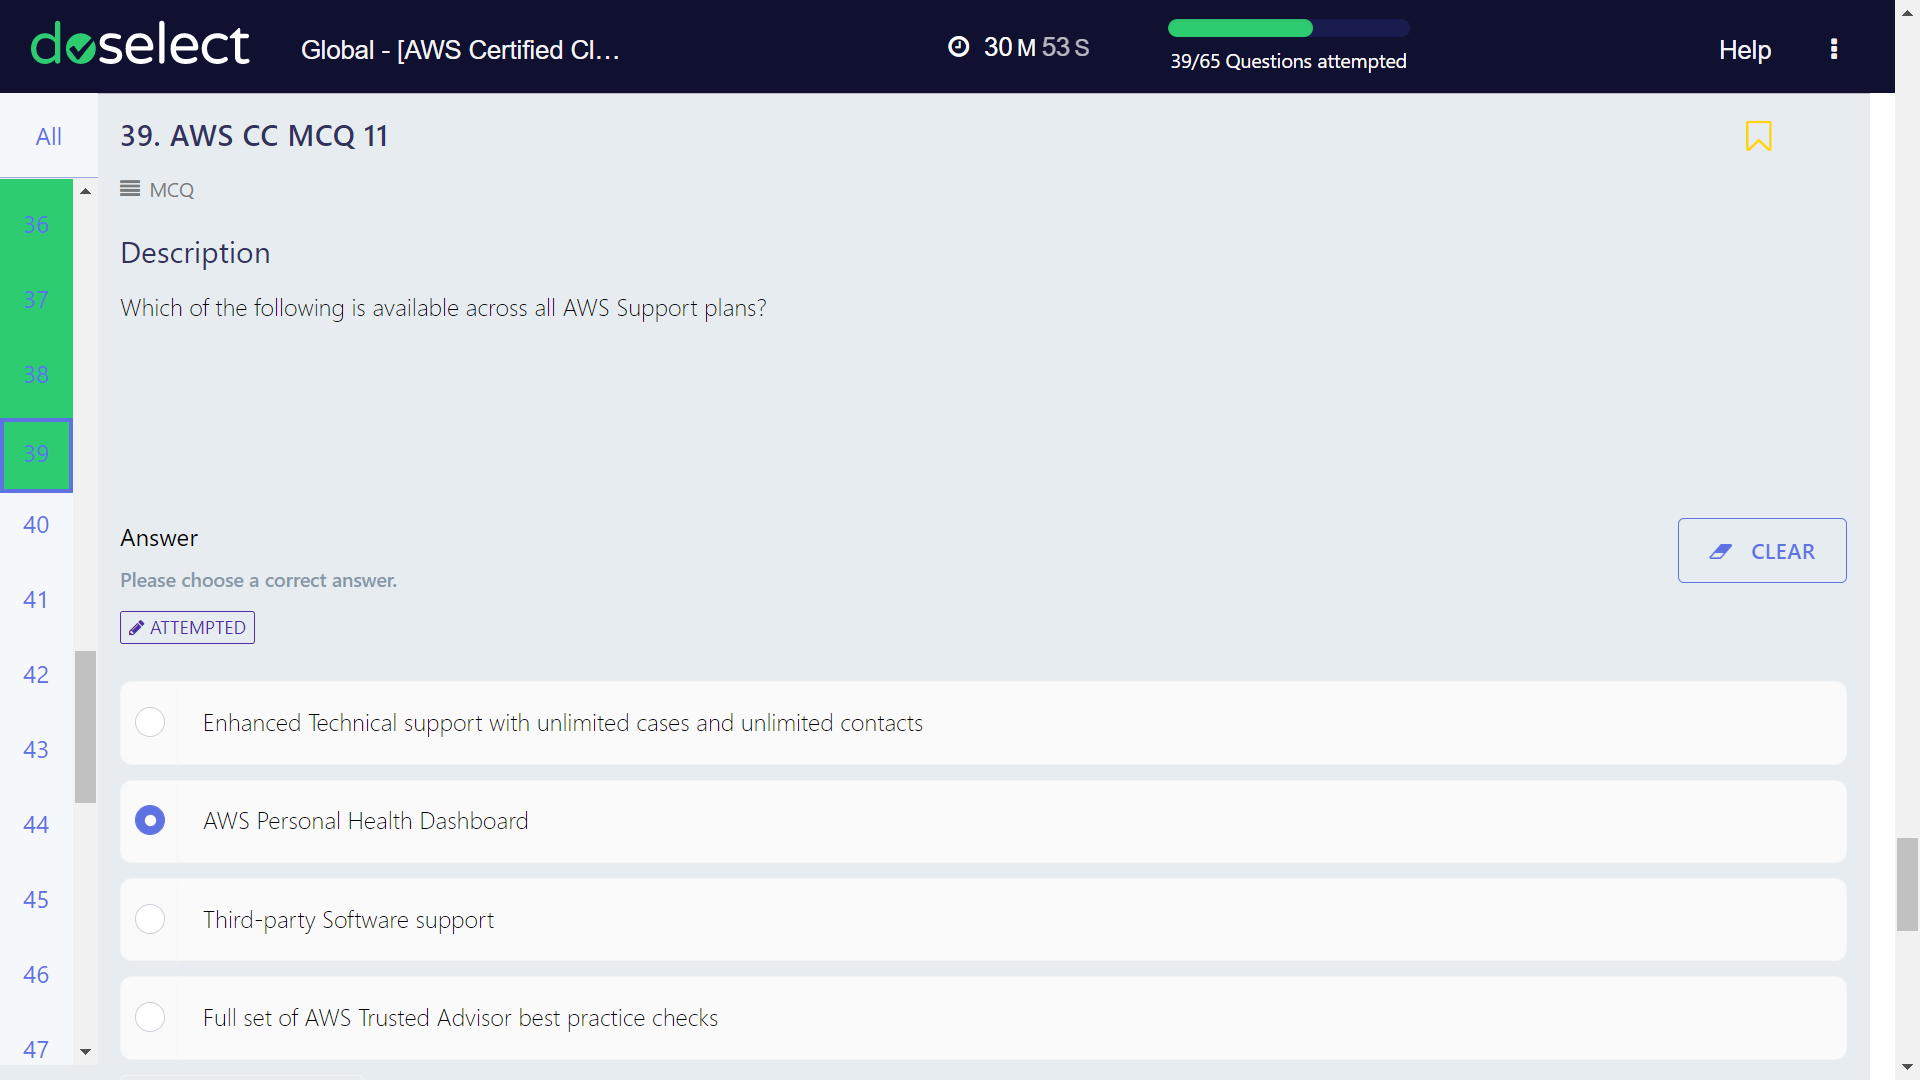 doselect
Global - [AWS Certified Cl...
30 M 53 S
39/65 Questions attempted
Help
All
36
37
38
39
40
41
42
43
44
45
46
47
39. AWS CC MCQ 11
MCQ
Description
Which of the following is available across all AWS Support plans?
Answer
CLEAR
Please choose a correct answer.
ATTEMPTED
Enhanced Technical support with unlimited cases and unlimited contacts
AWS Personal Health Dashboard
Third-party Software support
Full set of AWS Trusted Advisor best practice checks